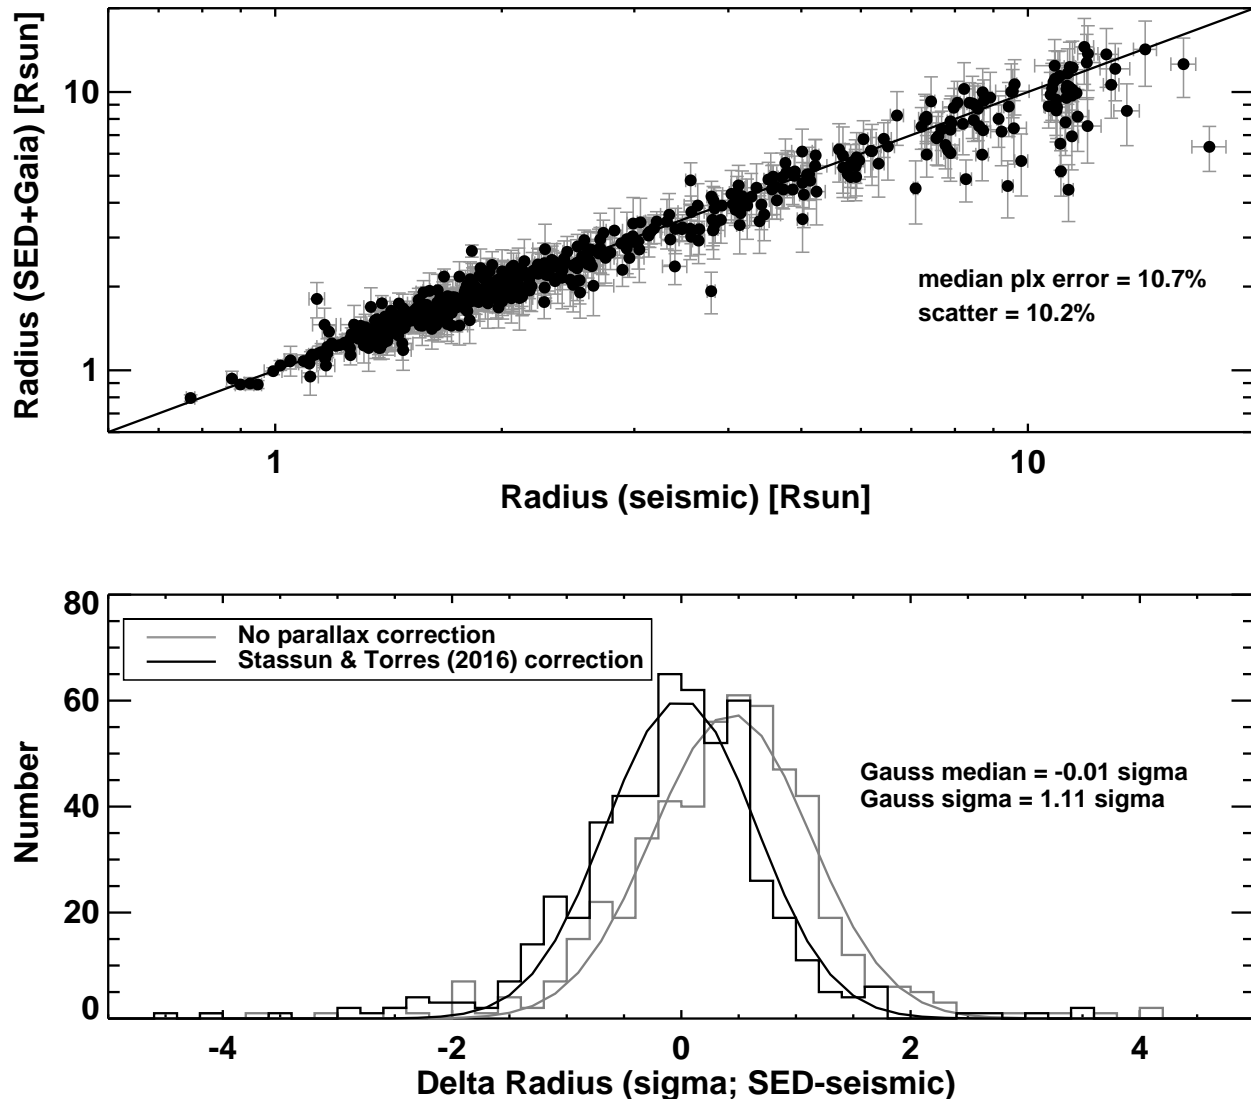 Radius (SED+Gaia) [Rsun]
10
1
median plx error = 10.7%
scatter = 10.2%
1 10
Radius (seismic) [Rsun]
80
60
40
20
0
Number
No parallax correction
Stassun & Torres (2016) correction
Gauss median = -0.01 sigma
Gauss sigma = 1.11 sigma
-4 -2 0 2 4
Delta Radius (sigma; SED-seismic)